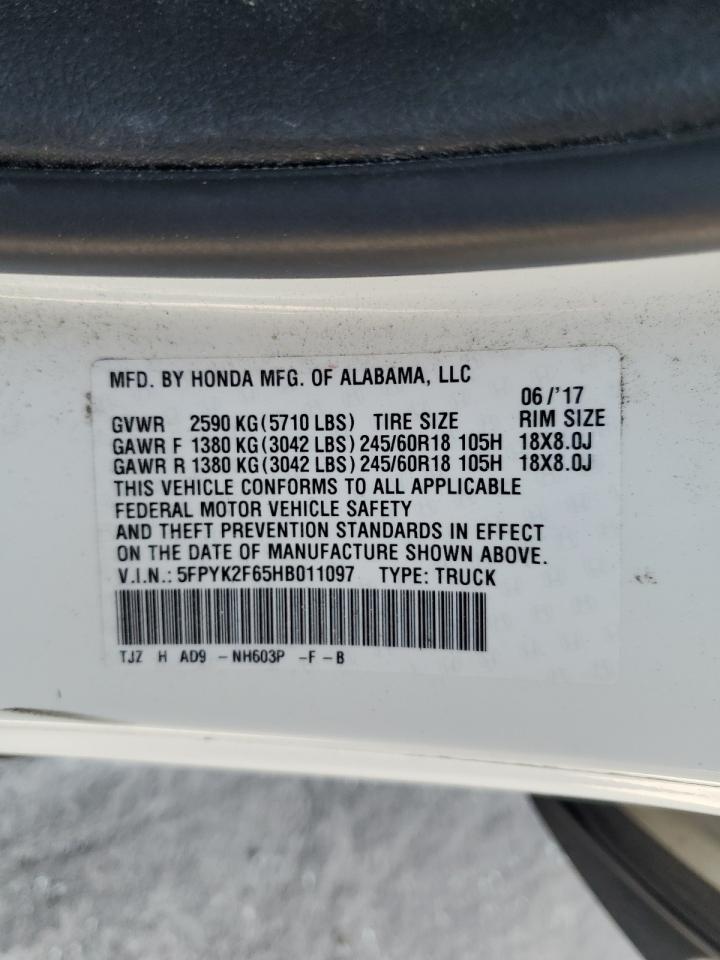 MFD. BY HONDA MFG. OF ALABAMA, LLC
06/'17
GVWR 2590 KG(5710 LBS) TIRE SIZE RIM SIZE
GAWR F 1380 KG(3042 LBS) 245/60R18 105H 18X8.0J
GAWR R 1380 KG(3042 LBS) 245/60R18 105H 18X8.0J
THIS VEHICLE CONFORMS TO ALL APPLICABLE
FEDERAL MOTOR VEHICLE SAFETY
AND THEFT PREVENTION STANDARDS IN EFFECT
ON THE DATE OF MANUFACTURE SHOWN ABOVE.
V.I.N.: 5FPYK2F65HB011097 TYPE: TRUCK
TJZ H AD9 -NH603P -F-B